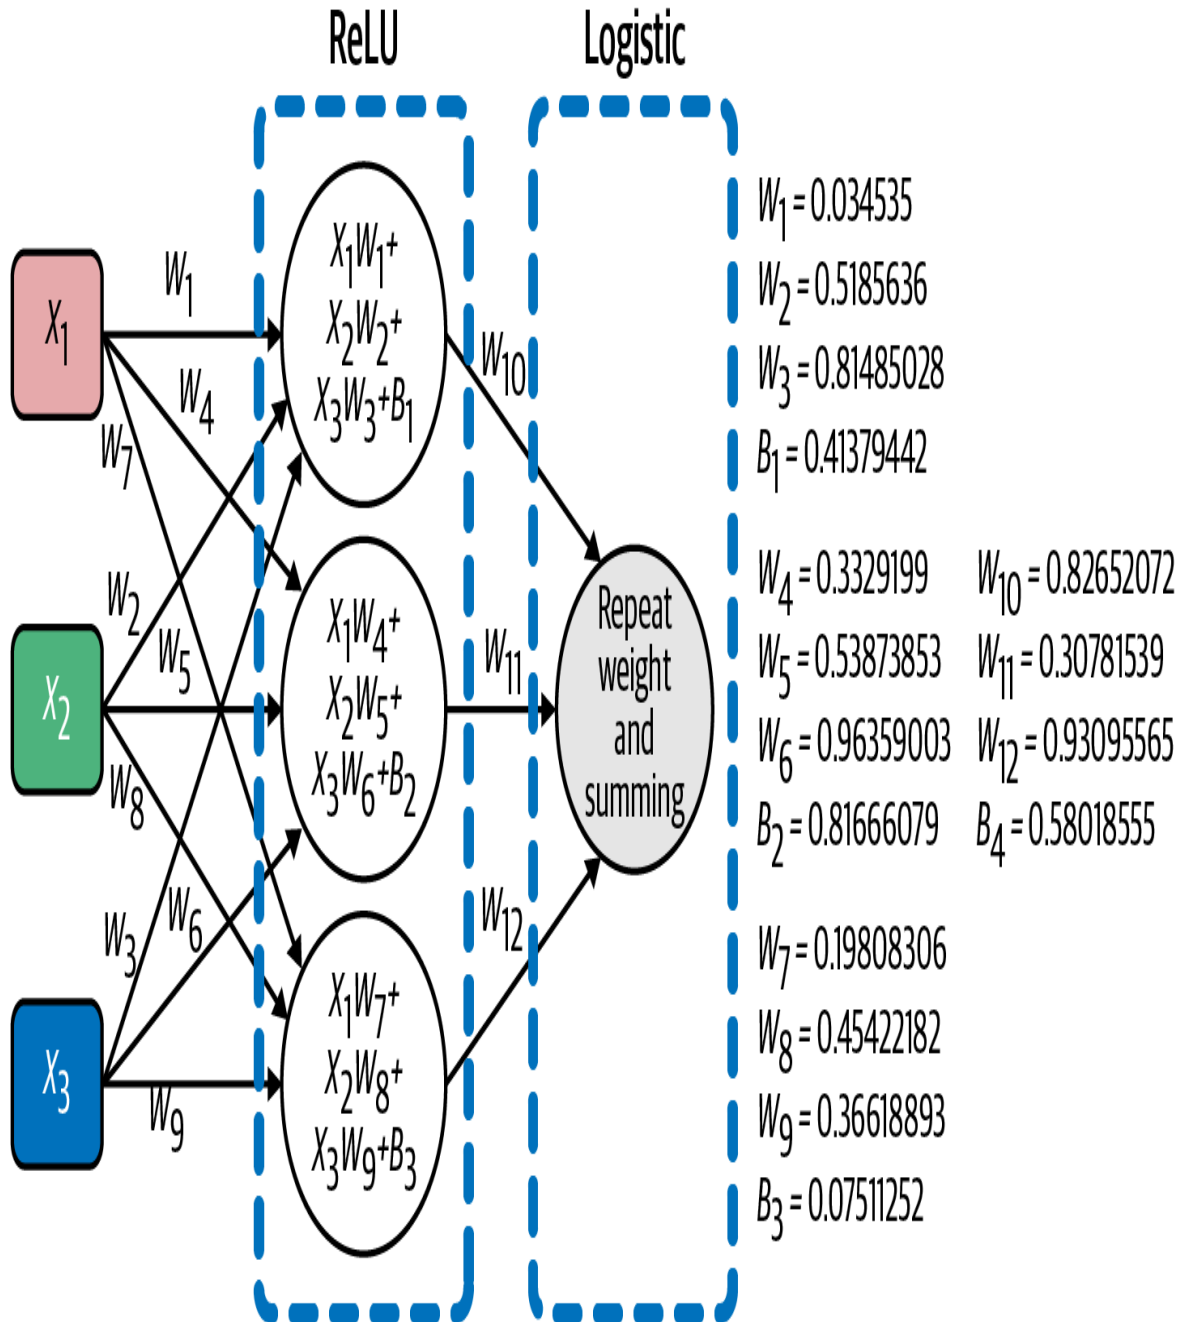 ReLU
Logistic
X1
X2
X3
W1
W4
W7
W2
W5
W8
W3
W6
W9
X1W1+
X2W2+
X3W3+B1
X1W4+
X2W5+
X3W6+B2
X1W7+
X2W8+
X3W9+B3
W10
W11
W12
Repeat
weight
and
summing
W1 = 0.034535
W2 = 0.5185636
W3 = 0.81485028
B1 = 0.41379442
W4 = 0.3329199
W5 = 0.53873853
W6 = 0.96359003
B2 = 0.81666079
W10 = 0.82652072
W11 = 0.30781539
W12 = 0.93095565
B4 = 0.58018555
W7 = 0.19808306
W8 = 0.45422182
W9 = 0.36618893
B3 = 0.07511252